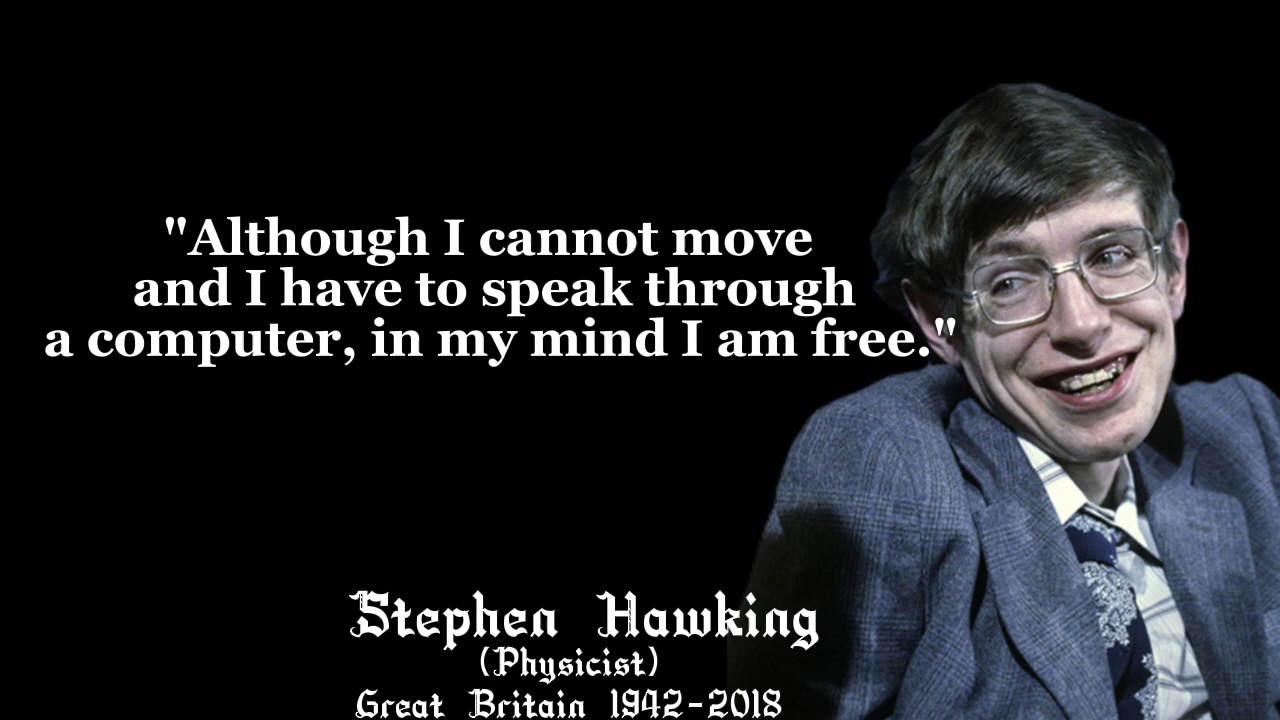 "Although I cannot move
and I have to speak through
a computer, in my mind I am free."
Stephen Hawking
(Physicist)
Great Britain 1942-2018